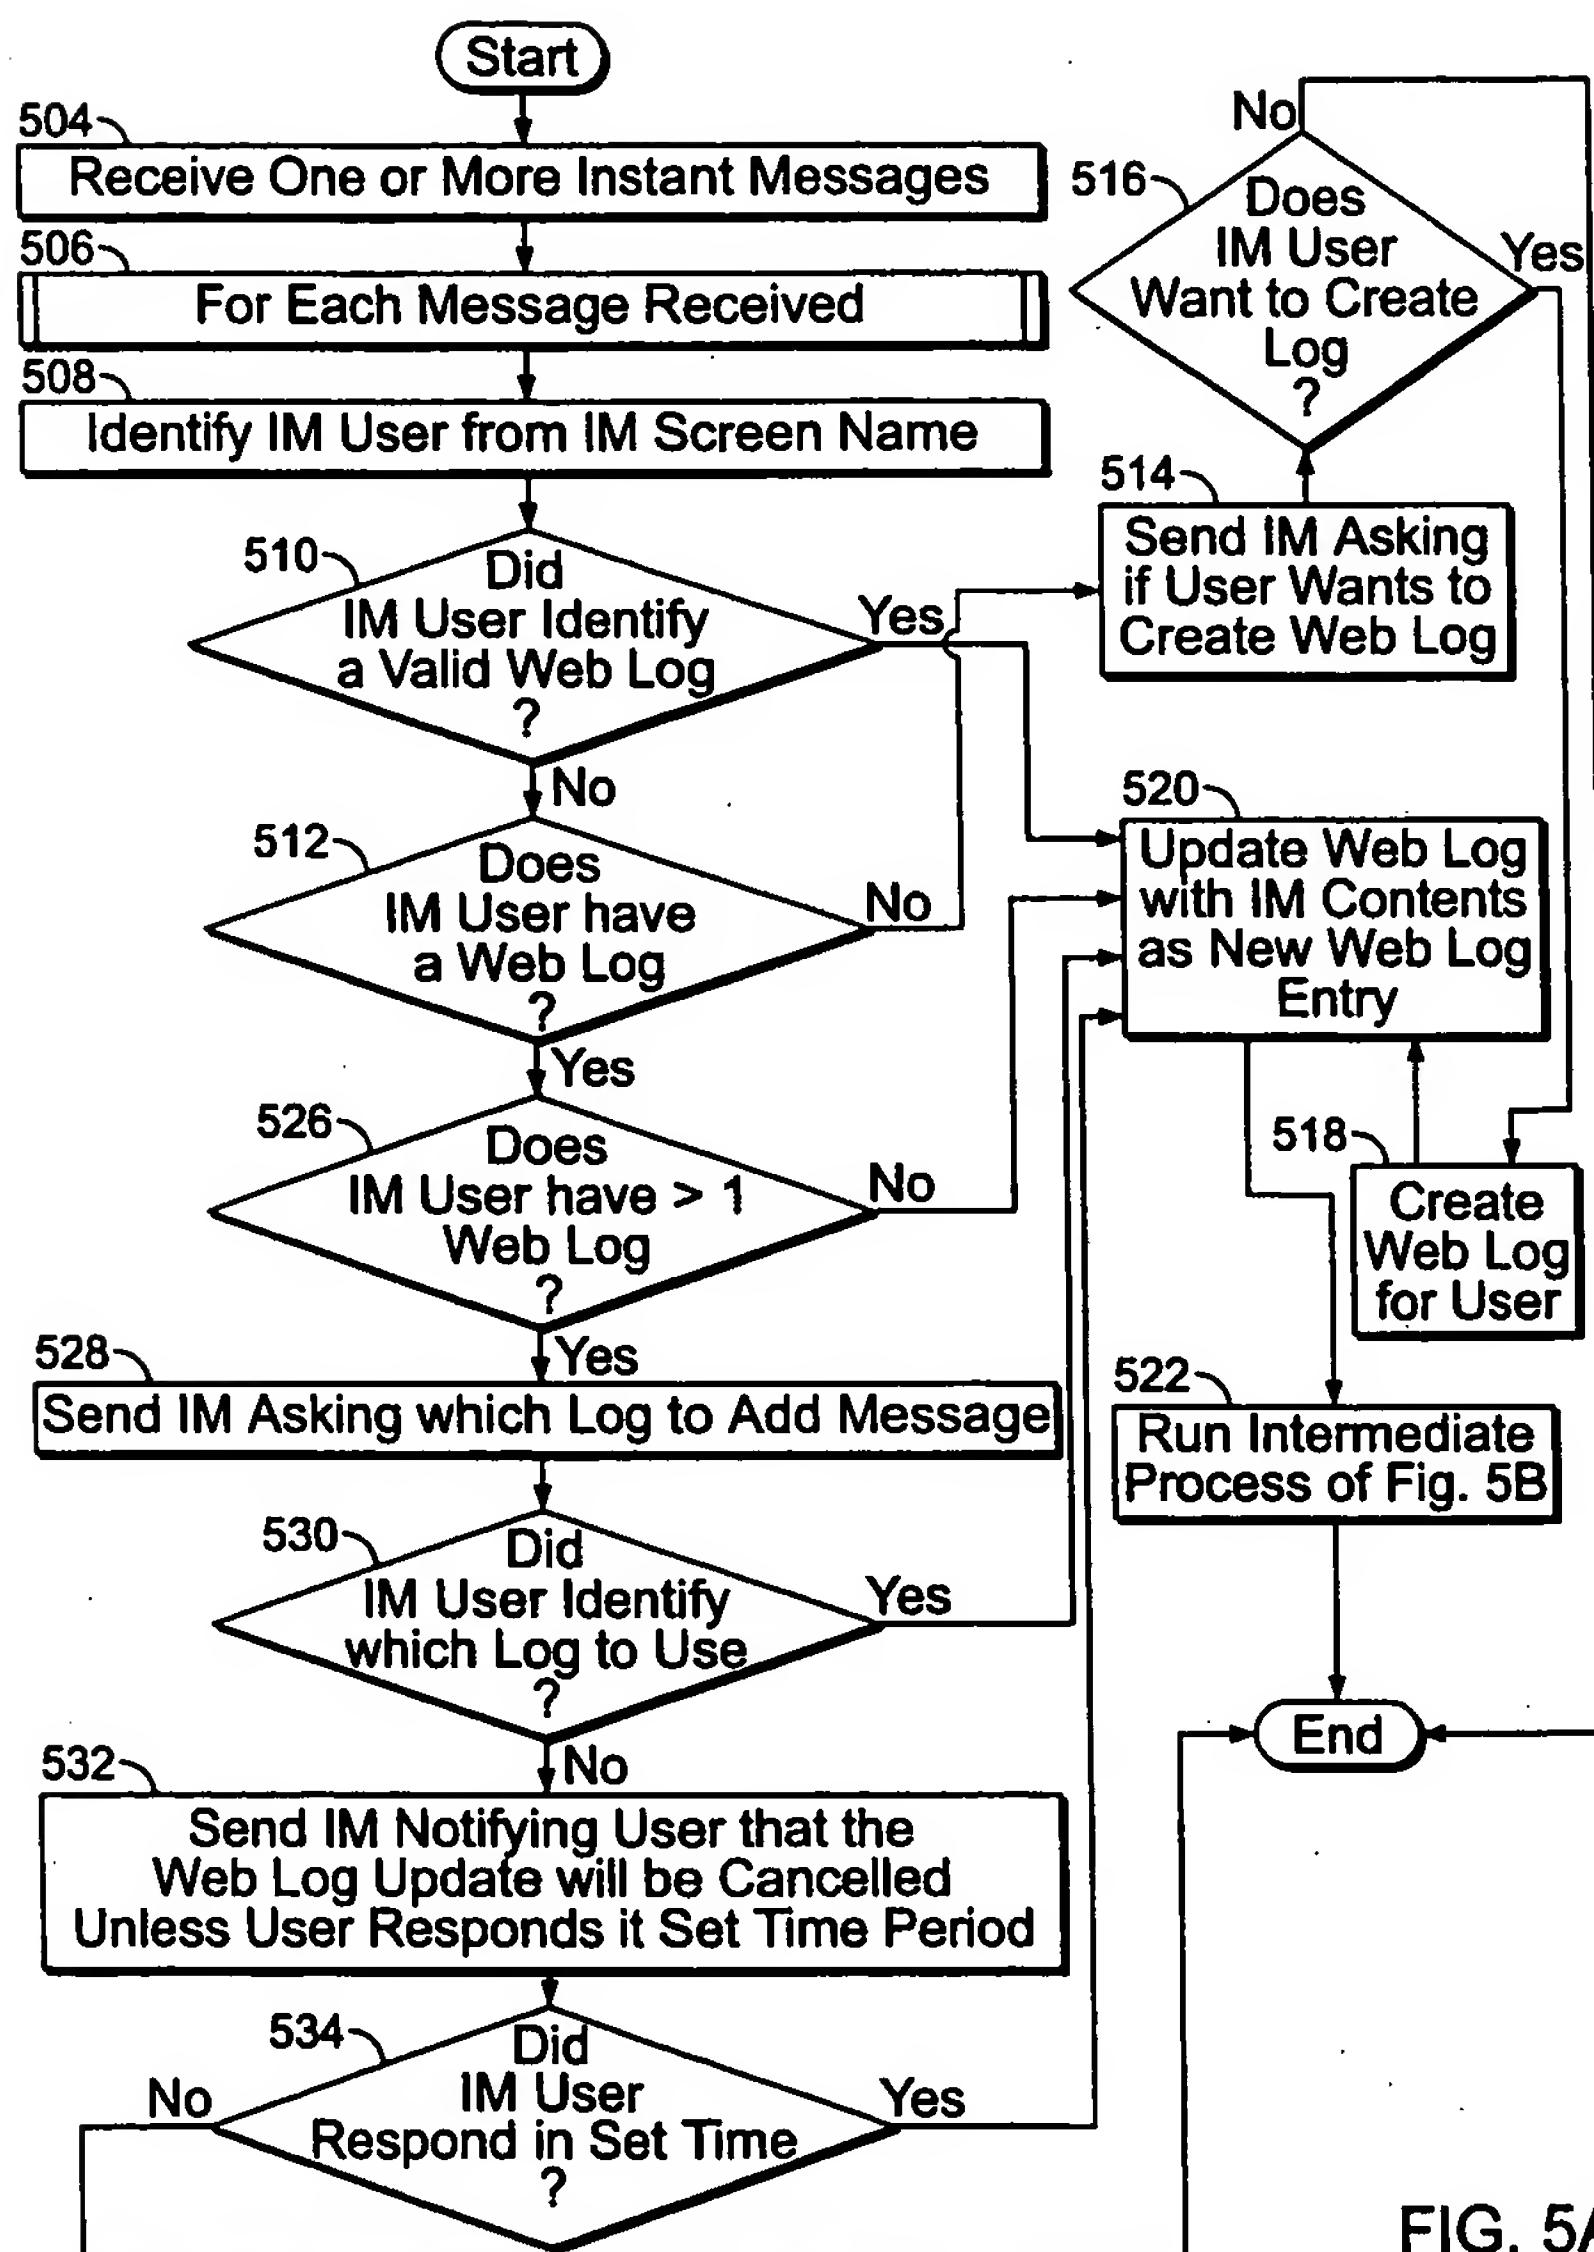 Start
504
Receive One or More Instant Messages
506
For Each Message Received
508
Identify IM User from IM Screen Name
510
Did
IM User Identify
a Valid Web Log
?
Yes
No
512
Does
IM User have
a Web Log
?
No
Yes
526
Does
IM User have > 1
Web Log
?
No
Yes
528
Send IM Asking which Log to Add Message
530
Did
IM User Identify
which Log to Use
?
Yes
No
532
Send IM Notifying User that the
Web Log Update will be Cancelled
Unless User Responds it Set Time Period
534
Did
IM User
Respond in Set Time
?
No
Yes
No
516
Does
IM User
Want to Create
Log
?
Yes
514
Send IM Asking
if User Wants to
Create Web Log
520
Update Web Log
with IM Contents
as New Web Log
Entry
518
Create
Web Log
for User
522
Run Intermediate
Process of Fig. 5B
End
FIG. 5A